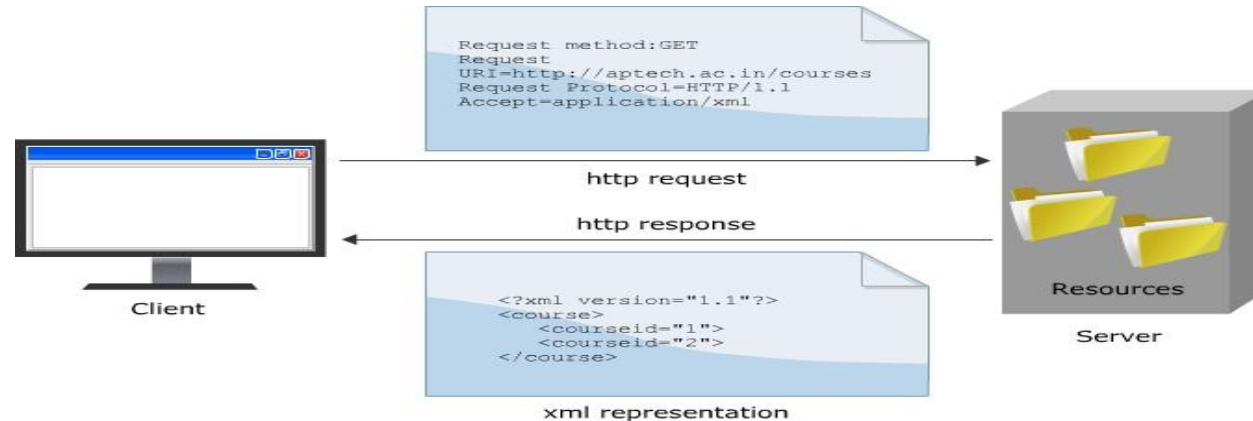 Request method:GET
Request
URI=http://aptech.ac.in/courses
Request Protocol=HTTP/1.1
Accept=application/xml
http request
http response
Client
<?xml version="1.1"?>
<course>
<courseid="1">
<courseid="2">
</course>
xml representation
Resources
Server